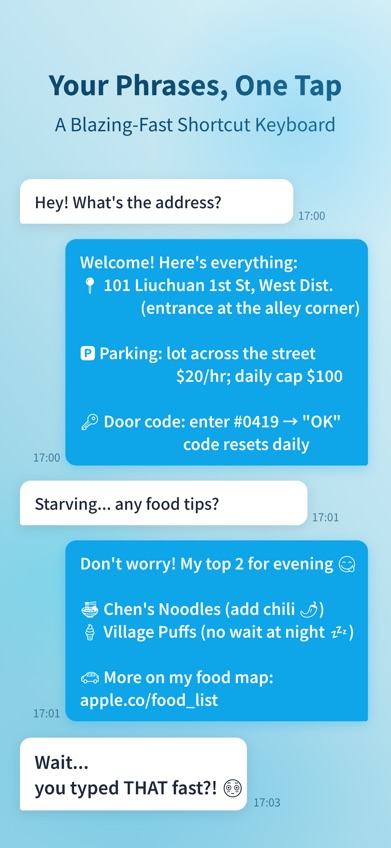 Your Phrases, One Tap
A Blazing-Fast Shortcut Keyboard
Hey! What's the address?
17:00
Welcome! Here's everything:
📍 101 Liuchuan 1st St, West Dist.
(entrance at the alley corner)
🅿 Parking: lot across the street
$20/hr; daily cap $100
🔑 Door code: enter #0419 → "OK"
code resets daily
17:00
Starving... any food tips?
17:01
Don't worry! My top 2 for evening 😋
🍜 Chen's Noodles (add chili 🌶)
🍦 Village Puffs (no wait at night 💤)
🚗 More on my food map:
apple.co/food_list
17:01
Wait...
you typed THAT fast?! 😳
17:03